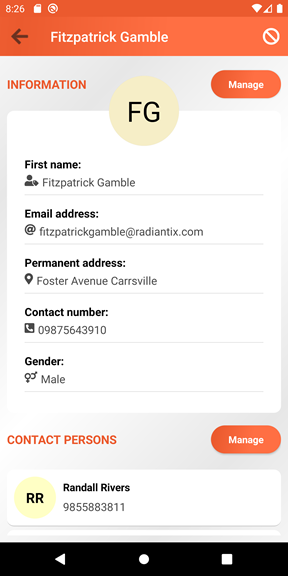 8:26
Fitzpatrick Gamble
INFORMATION
Manage
FG
First name:
Fitzpatrick Gamble
Email address:
fitzpatrickgamble@radiantix.com
Permanent address:
Foster Avenue Carrsville
Contact number:
09875643910
Gender:
Male
CONTACT PERSONS
Manage
RR
Randall Rivers
9855883811